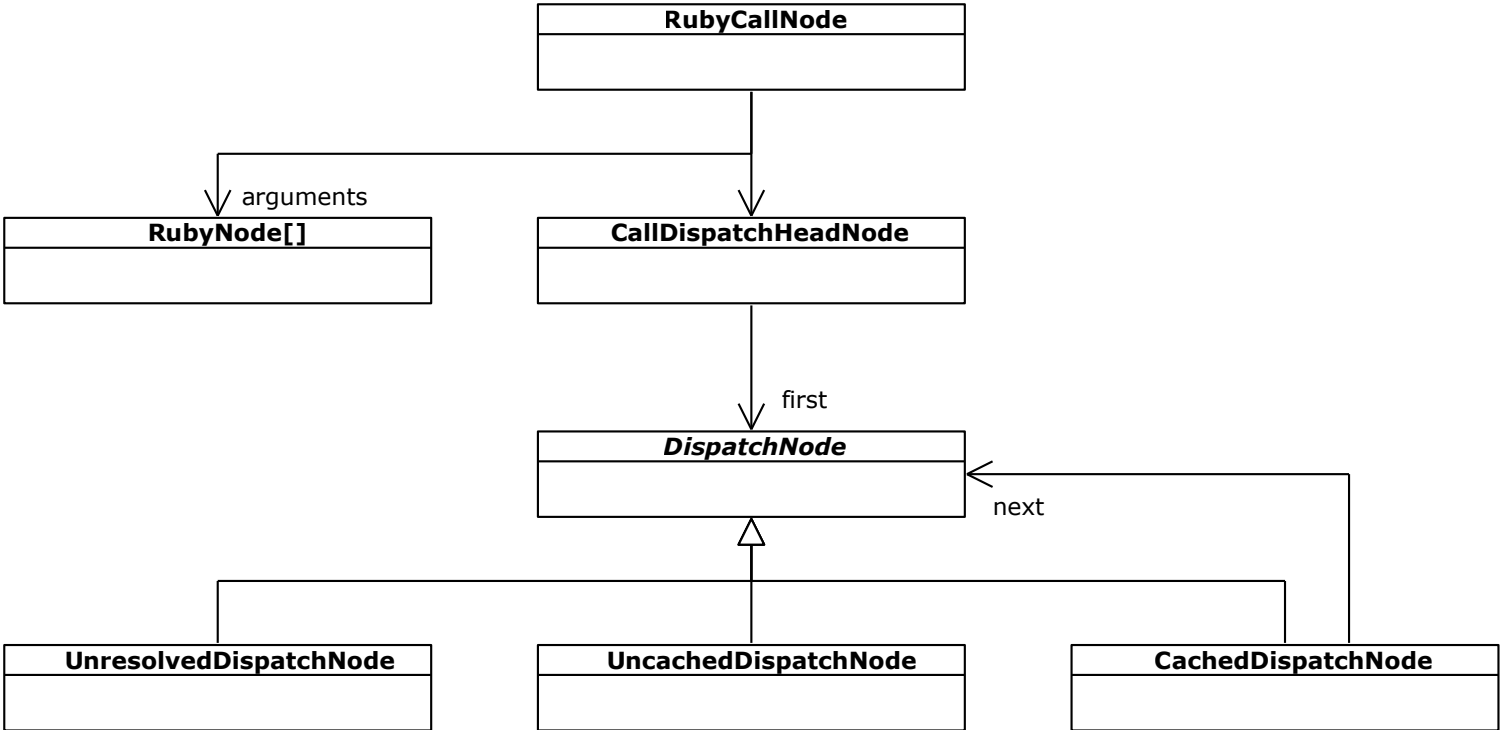 RubyCallNode
arguments
RubyNode[]
CallDispatchHeadNode
first
DispatchNode
next
UnresolvedDispatchNode
UncachedDispatchNode
CachedDispatchNode